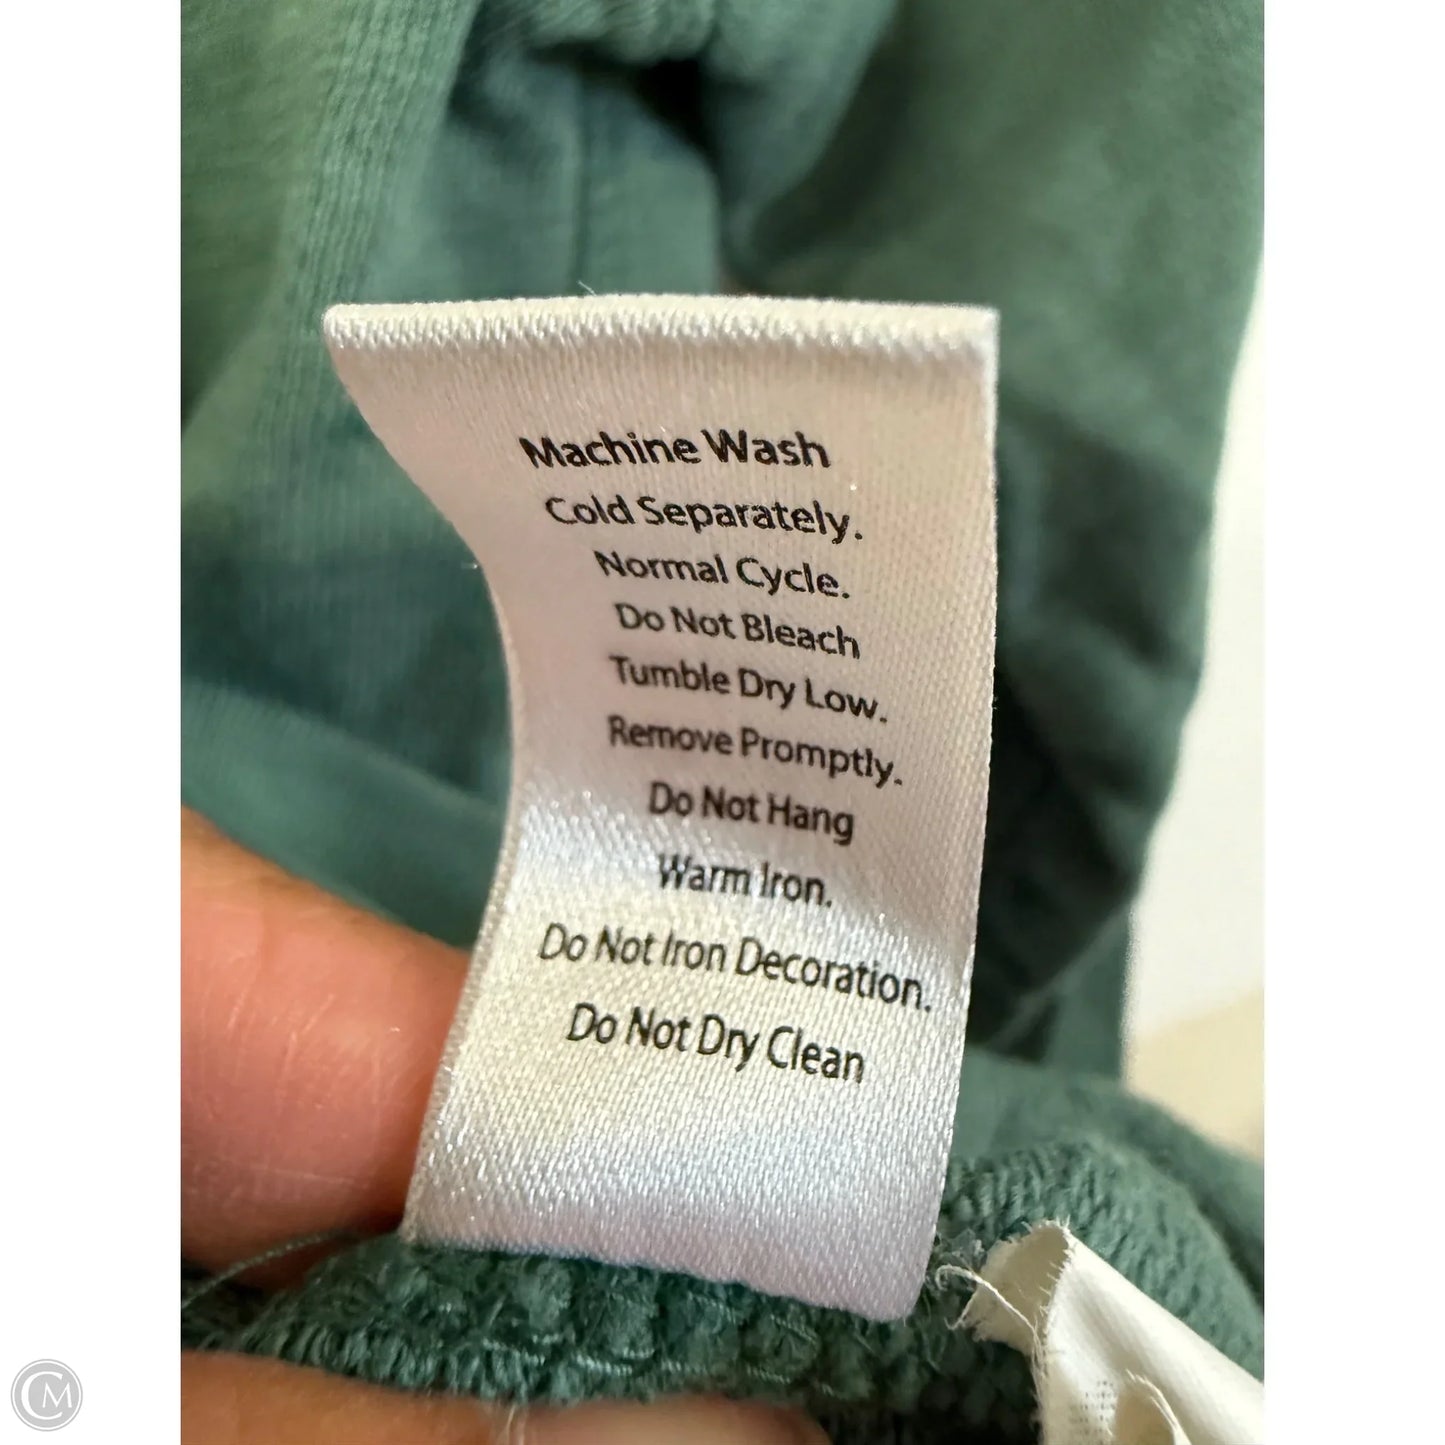 Machine Wash
Cold Separately.
Normal Cycle.
Do Not Bleach
Tumble Dry Low.
Remove Promptly.
Do Not Hang
Warm Iron.
Do Not Iron Decoration.
Do Not Dry Clean
CM